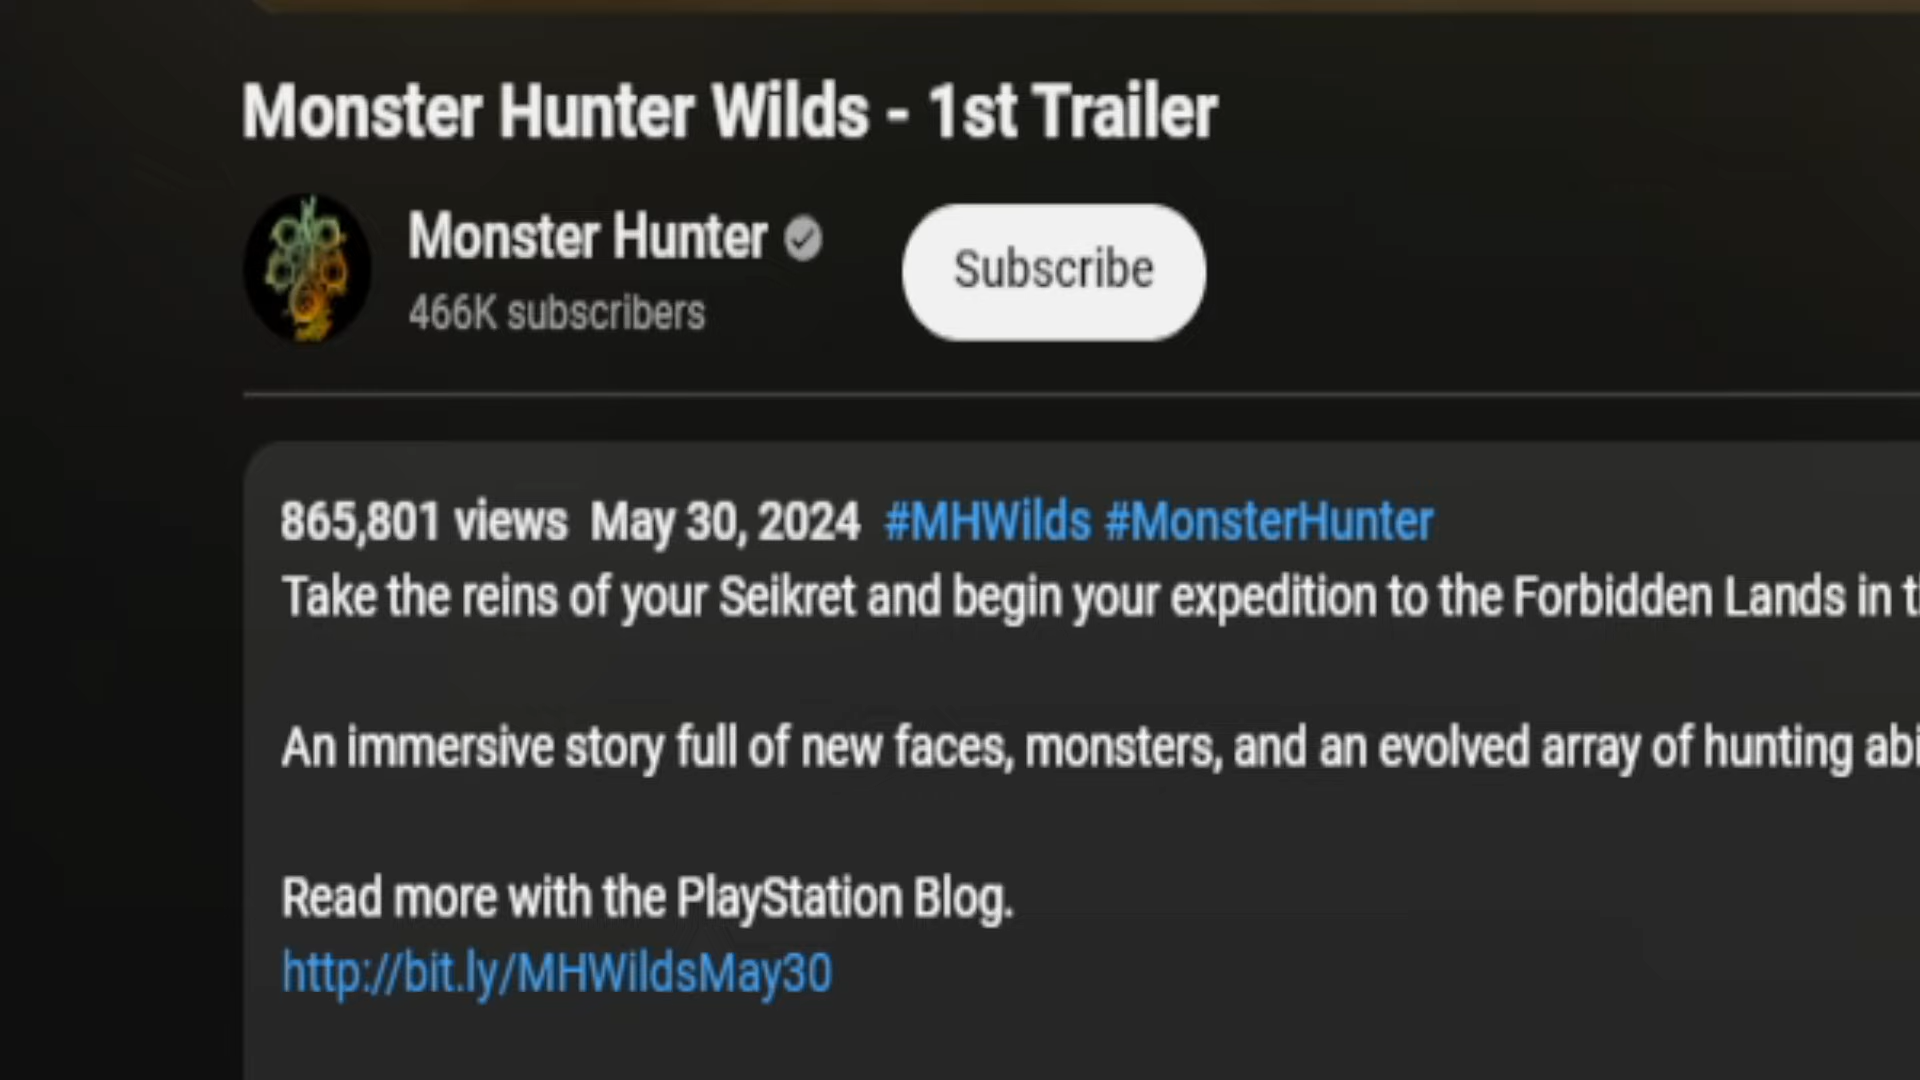 Monster Hunter Wilds - 1st Trailer
Monster Hunter
Subscribe
466K subscribers
865,801 views May 30, 2024 #MHWilds #MonsterHunter
Take the reins of your Seikret and begin your expedition to the Forbidden Lands in
An immersive story full of new faces, monsters, and an evolved array of hunting
Read more with the PlayStation Blog.
http://bit.ly/MHWildsMay30